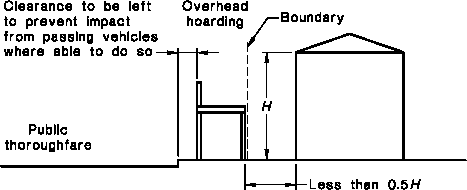 Clearance to be left
to prevent impact
from passing vehicles
where able to do so
Overhead
hoarding
Boundary
H
Public
thoroughfare
Less than 0.5H